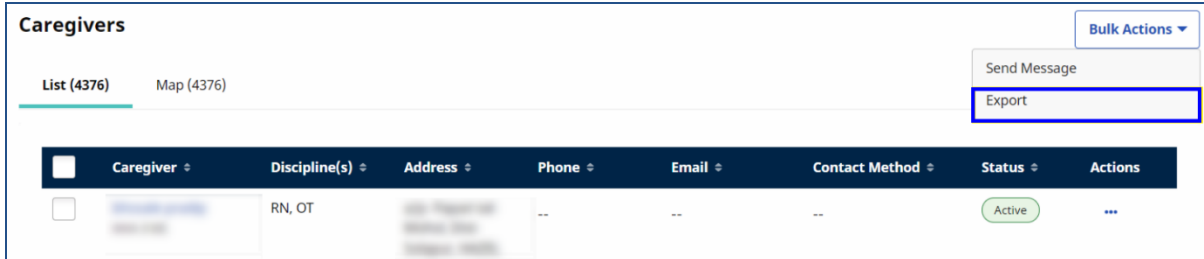 Caregivers
Bulk Actions
Send Message
Export
List (4376) Map (4376)
Caregiver Discipline(s) Address Phone Email Contact Method Status Actions
RN, OT -- -- -- Active ...